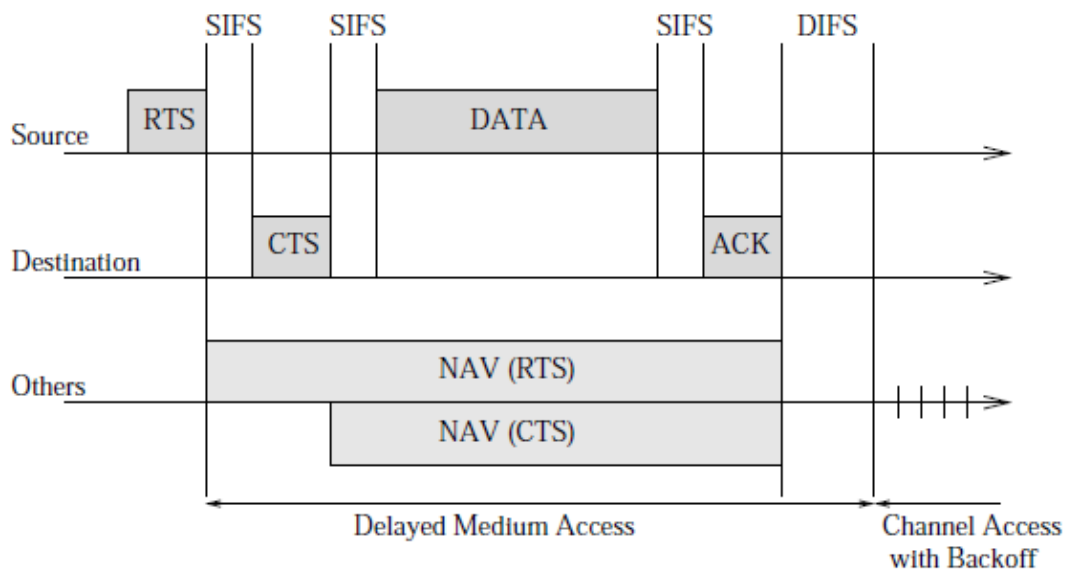 SIFS SIFS SIFS DIFS
RTS DATA
Source
CTS ACK
Destination
NAV (RTS)
Others
NAV (CTS)
Delayed Medium Access
Channel Access
with Backoff